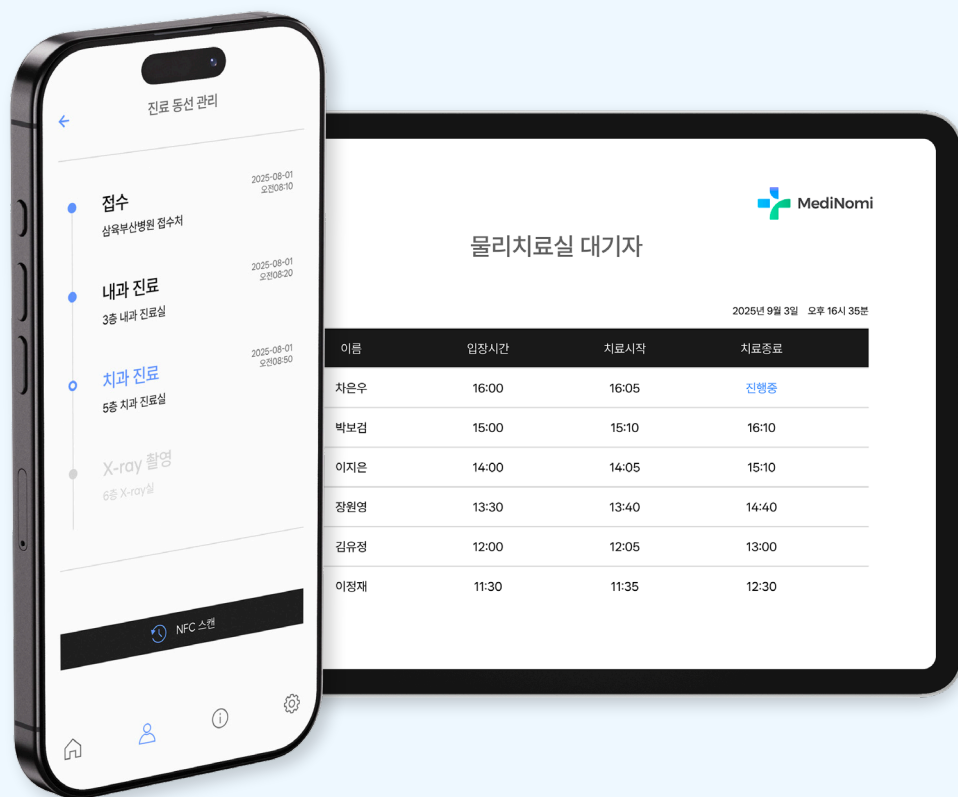 진료 동선 관리
접수
2025-08-01
오전08:10
삼육부산병원 접수처
내과 진료
2025-08-01
오전08:20
3층 내과 진료실
치과 진료
2025-08-01
오전08:50
5층 치과 진료실
X-ray 촬영
6층 X-ray실
NFC 스캔
MediNomi
물리치료실 대기자
2025년 9월 3일 오후 16시 35분
이름 입장시간 치료시작 치료종료
차은우 16:00 16:05 진행중
박보검 15:00 15:10 16:10
이지은 14:00 14:05 15:10
장원영 13:30 13:40 14:40
김유정 12:00 12:05 13:00
이정재 11:30 11:35 12:30